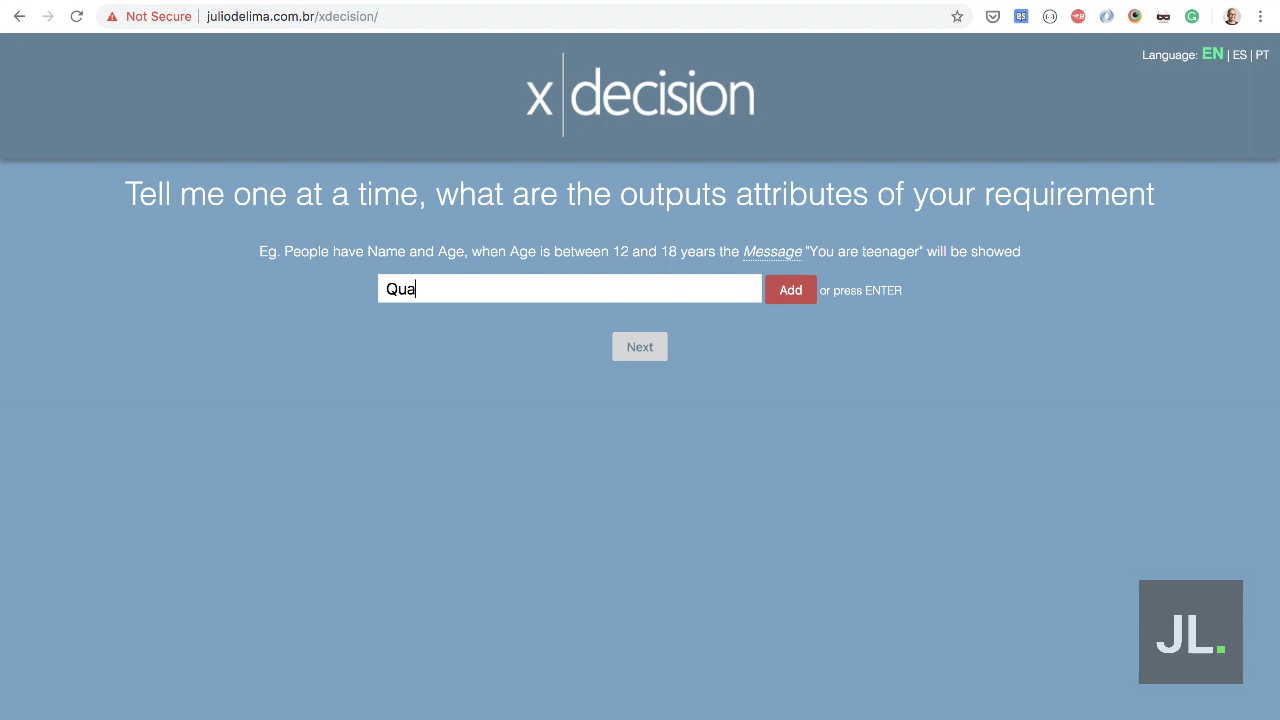 Not Secure | juliodelima.com.br/xdecision/
Language: EN | ES | PT
x decision
Tell me one at a time, what are the outputs attributes of your requirement
Eg. People have Name and Age, when Age is between 12 and 18 years the Message "You are teenager" will be showed
Qua
Add or press ENTER
Next
JL.